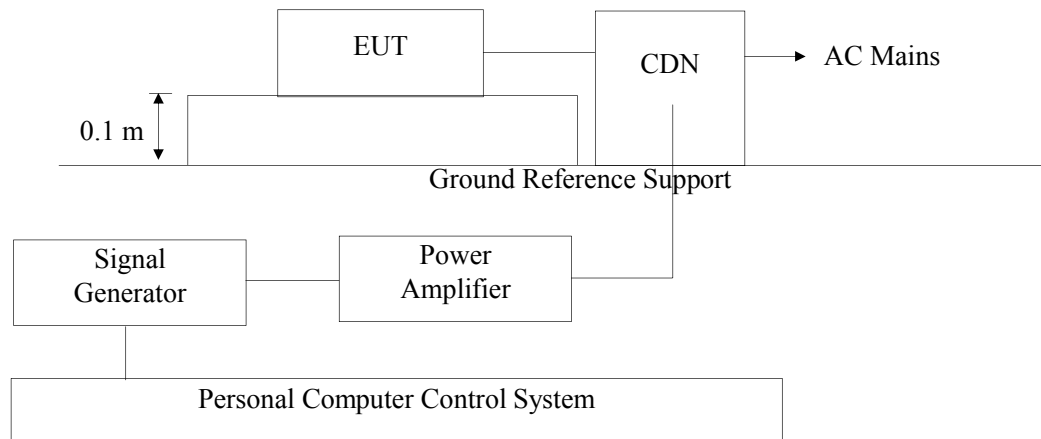 EUT
CDN
AC Mains
0.1 m
Ground Reference Support
Signal
Generator
Power
Amplifier
Personal Computer Control System